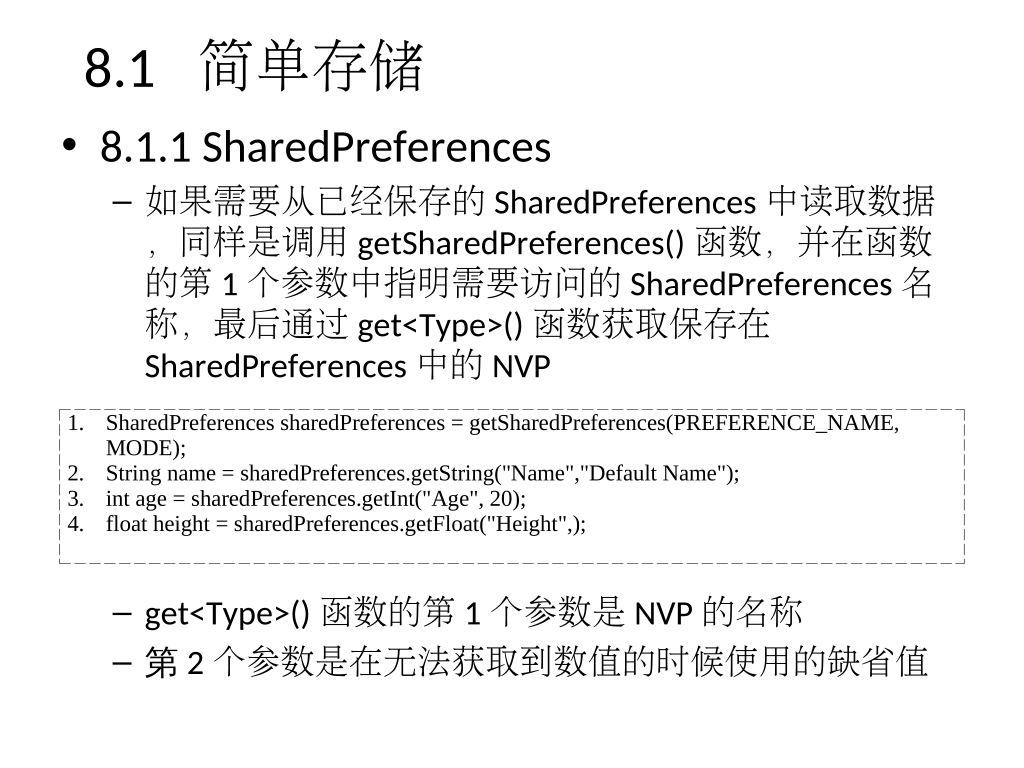 8.1 简单存储
• 8.1.1 SharedPreferences
– 如果需要从已经保存的 SharedPreferences 中读取数据
，同样是调用 getSharedPreferences() 函数，并在函数
的第 1 个参数中指明需要访问的 SharedPreferences 名
称，最后通过 get<Type>() 函数获取保存在
SharedPreferences 中的 NVP
1. SharedPreferences sharedPreferences = getSharedPreferences(PREFERENCE_NAME,
MODE);
2. String name = sharedPreferences.getString("Name","Default Name");
3. int age = sharedPreferences.getInt("Age", 20);
4. float height = sharedPreferences.getFloat("Height",);
– get<Type>() 函数的第 1 个参数是 NVP 的名称
– 第 2 个参数是在无法获取到数值的时候使用的缺省值